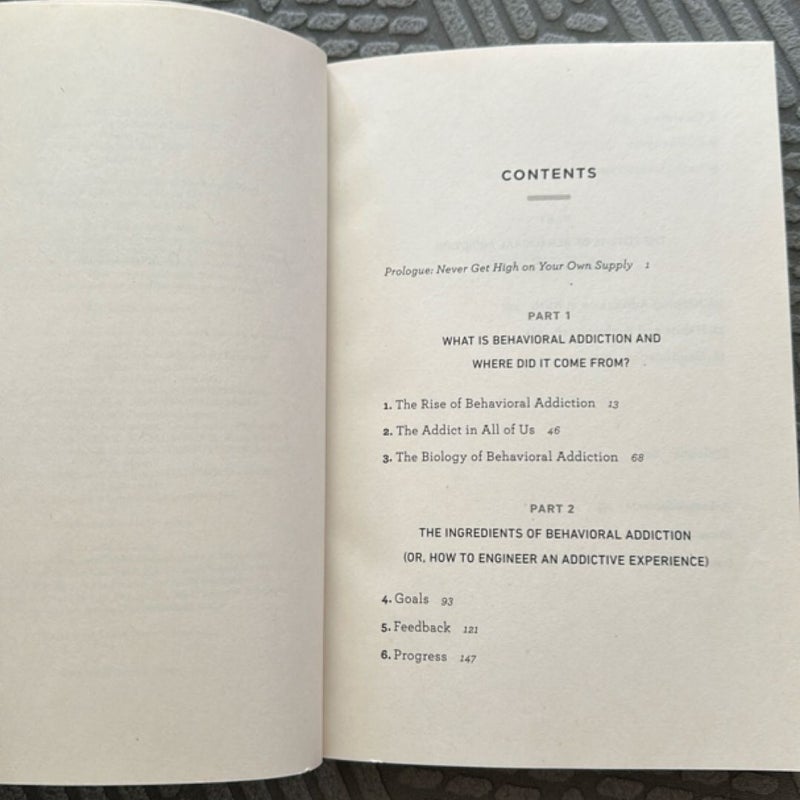 CONTENTS
Prologue: Never Get High on Your Own Supply 1
PART 1
WHAT IS BEHAVIORAL ADDICTION AND
WHERE DID IT COME FROM?
1. The Rise of Behavioral Addiction 13
2. The Addict in All of Us 46
3. The Biology of Behavioral Addiction 68
PART 2
THE INGREDIENTS OF BEHAVIORAL ADDICTION
(OR, HOW TO ENGINEER AN ADDICTIVE EXPERIENCE)
4. Goals 93
5. Feedback 121
6. Progress 147